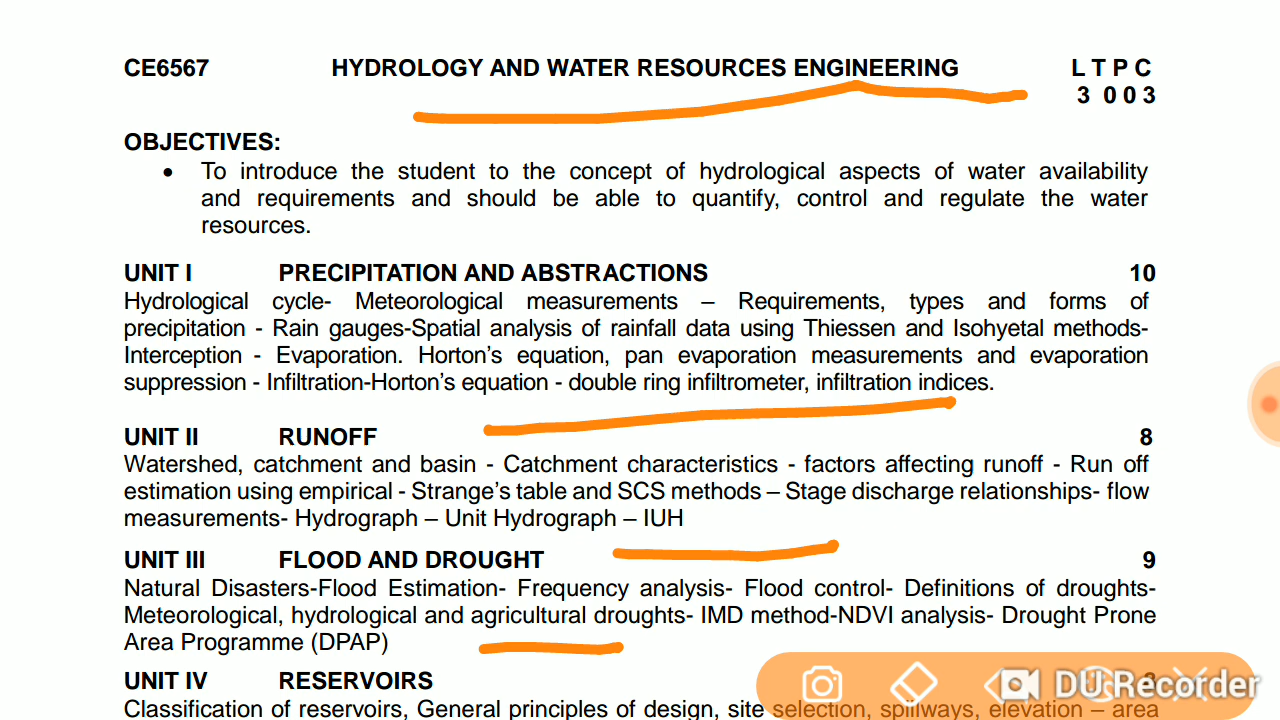 CE6567 HYDROLOGY AND WATER RESOURCES ENGINEERING L T P C
3 0 0 3
OBJECTIVES:
• To introduce the student to the concept of hydrological aspects of water availability
and requirements and should be able to quantify, control and regulate the water
resources.
UNIT I PRECIPITATION AND ABSTRACTIONS 10
Hydrological cycle- Meteorological measurements – Requirements, types and forms of
precipitation - Rain gauges-Spatial analysis of rainfall data using Thiessen and Isohyetal methods-
Interception - Evaporation. Horton's equation, pan evaporation measurements and evaporation
suppression - Infiltration-Horton's equation - double ring infiltrometer, infiltration indices.
UNIT II RUNOFF 8
Watershed, catchment and basin - Catchment characteristics - factors affecting runoff - Run off
estimation using empirical - Strange's table and SCS methods – Stage discharge relationships- flow
measurements- Hydrograph – Unit Hydrograph – IUH
UNIT III FLOOD AND DROUGHT 9
Natural Disasters-Flood Estimation- Frequency analysis- Flood control- Definitions of droughts-
Meteorological, hydrological and agricultural droughts- IMD method-NDVI analysis- Drought Prone
Area Programme (DPAP)
UNIT IV RESERVOIRS
DU Recorder
Classification of reservoirs, General principles of design, site selection, spillways, elevation – area